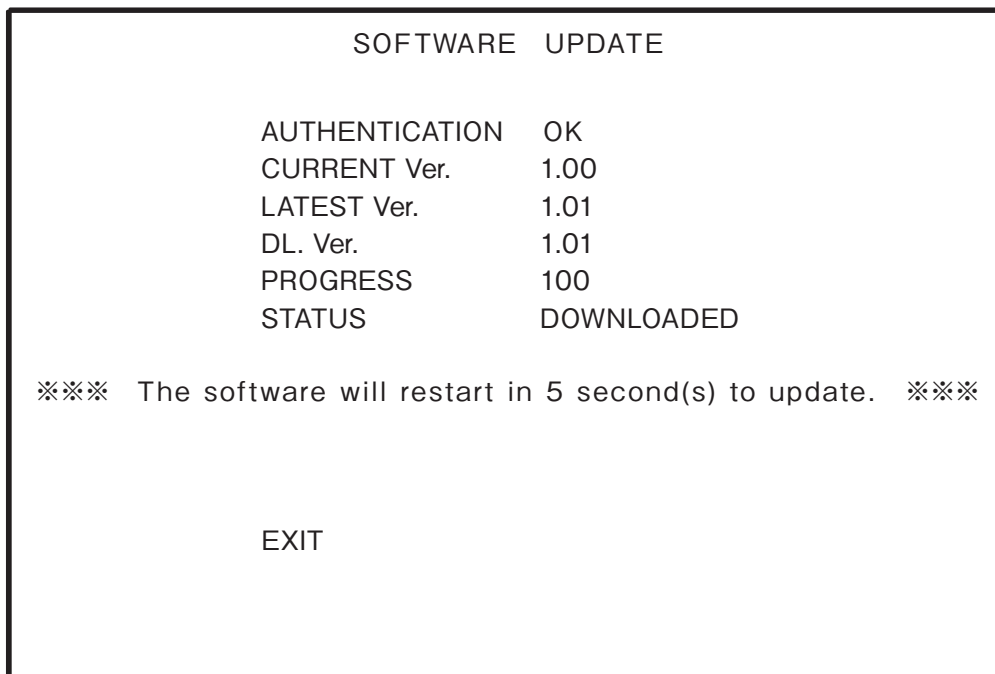 SOFTWARE UPDATE
AUTHENTICATION OK
CURRENT Ver. 1.00
LATEST Ver. 1.01
DL. Ver. 1.01
PROGRESS 100
STATUS DOWNLOADED
※※※ The software will restart in 5 second(s) to update. ※※※
EXIT